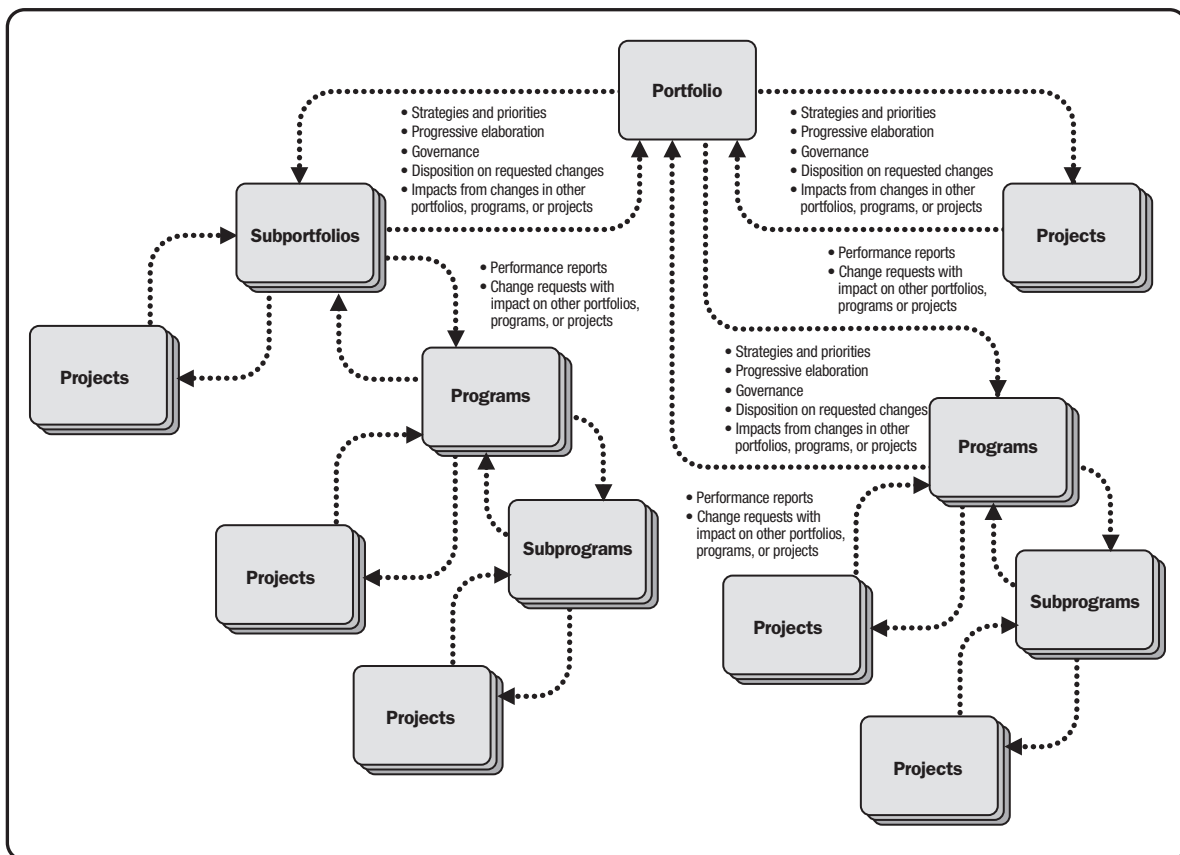 Portfolio
• Strategies and priorities
• Progressive elaboration
• Governance
• Disposition on requested changes
• Impacts from changes in other
portfolios, programs, or projects
• Strategies and priorities
• Progressive elaboration
• Governance
• Disposition on requested changes
• Impacts from changes in other
portfolios, programs, or projects
Subportfolios
Projects
• Performance reports
• Change requests with
impact on other portfolios,
programs, or projects
• Performance reports
• Change requests with
impact on other portfolios,
programs or projects
Projects
Programs
• Strategies and priorities
• Progressive elaboration
• Governance
• Disposition on requested changes
• Impacts from changes in other
portfolios, programs, or projects
Programs
• Performance reports
• Change requests with
impact on other portfolios,
programs, or projects
Projects
Subprograms
Projects
Subprograms
Projects
Projects